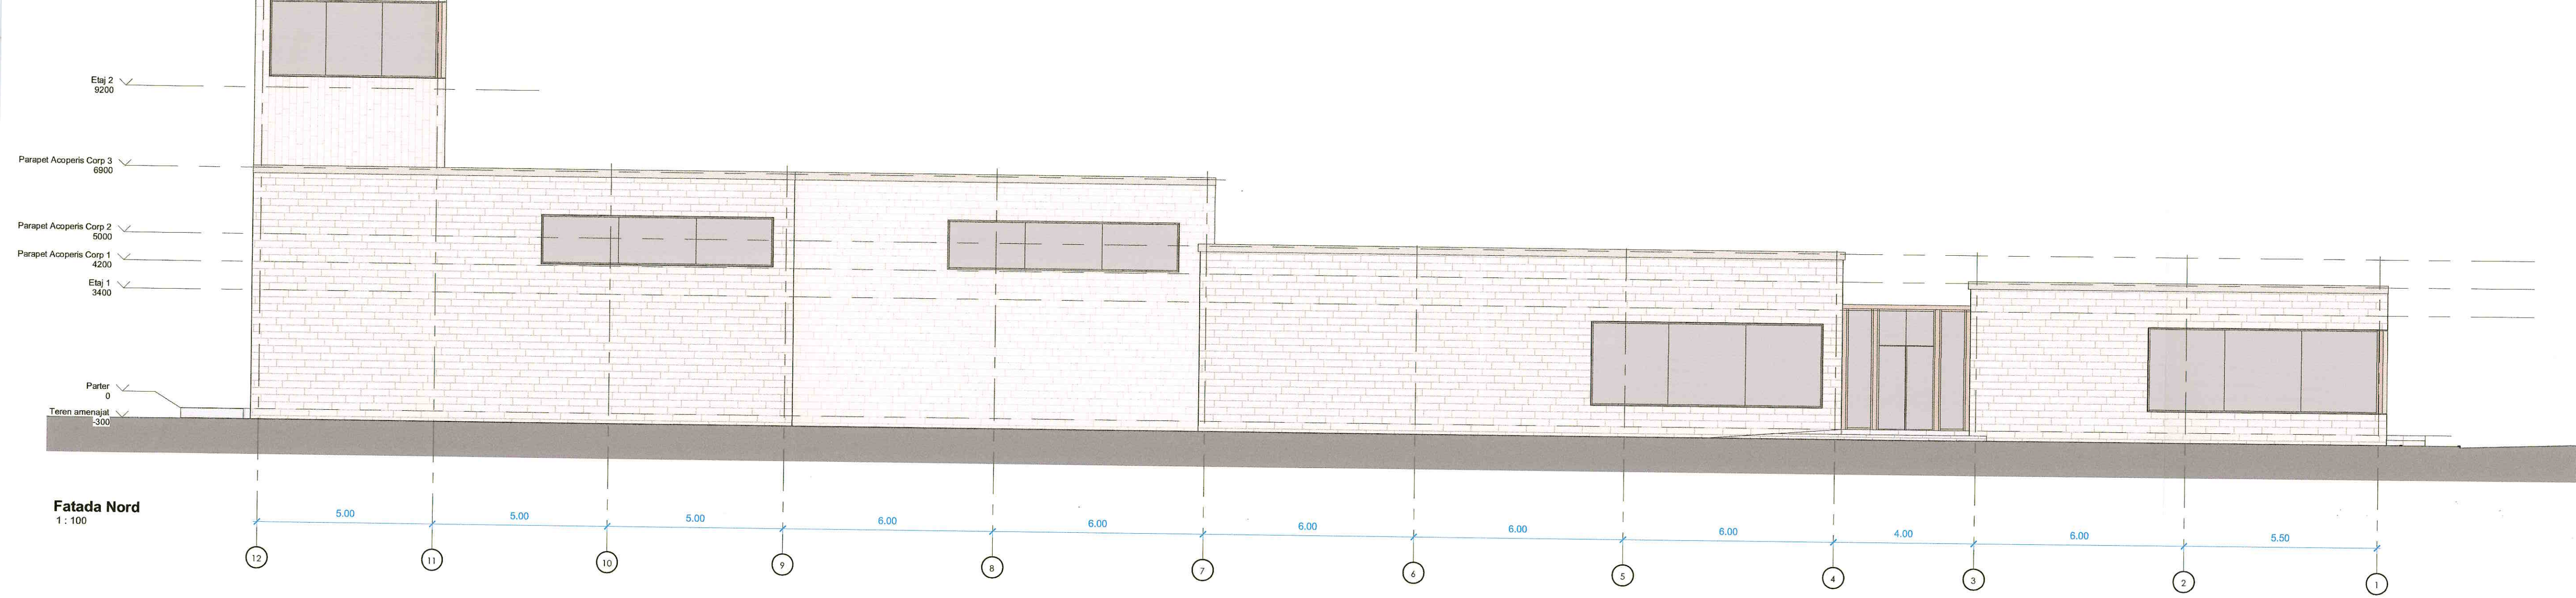 Etaj 2
9200
Parapet Acoperis Corp 3
6900
Parapet Acoperis Corp 2
5000
Parapet Acoperis Corp 1
4200
Etaj 1
3400
Parter
0
Teren amenajat
-300
Fatada Nord
1 : 100
5.00 5.00 5.00 6.00 6.00 6.00 6.00 6.00 4.00 6.00 5.50
12 11 10 9 8 7 6 5 4 3 2 1